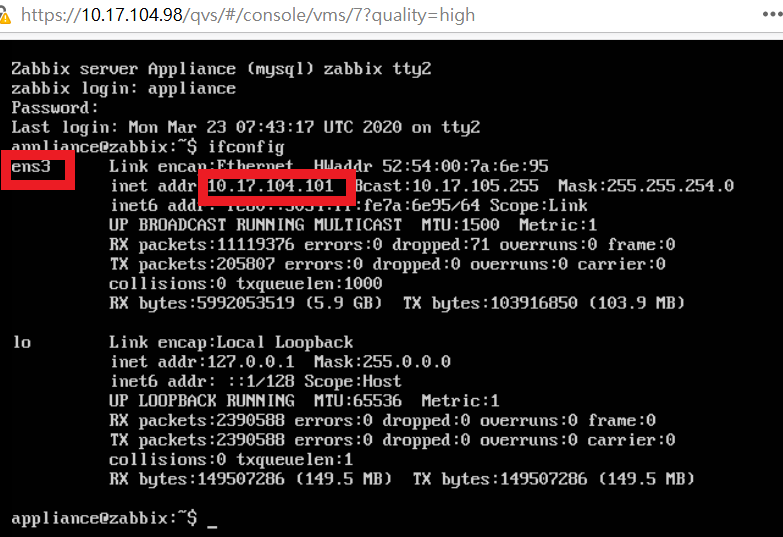 https://10.17.104.98/qvs/#/console/vms/7?quality=high
Zabbix server Appliance (mysql) zabbix tty2
zabbix login: appliance
Password:
Last login: Mon Mar 23 07:43:17 UTC 2020 on tty2
appliance@zabbix:~$ ifconfig
ens3 Link encap:Ethernet HWaddr 52:54:00:7a:6e:95
inet addr:10.17.104.101 Bcast:10.17.105.255 Mask:255.255.254.0
inet6 addr: fe7a:6e95/64 Scope:Link
UP BROADCAST RUNNING MULTICAST MTU:1500 Metric:1
RX packets:11119376 errors:0 dropped:71 overruns:0 frame:0
TX packets:205807 errors:0 dropped:0 overruns:0 carrier:0
collisions:0 txqueuelen:1000
RX bytes:5992053519 (5.9 GB) TX bytes:103916850 (103.9 MB)
lo Link encap:Local Loopback
inet addr:127.0.0.1 Mask:255.0.0.0
inet6 addr: ::1/128 Scope:Host
UP LOOPBACK RUNNING MTU:65536 Metric:1
RX packets:2390588 errors:0 dropped:0 overruns:0 frame:0
TX packets:2390588 errors:0 dropped:0 overruns:0 carrier:0
collisions:0 txqueuelen:1
RX bytes:149507286 (149.5 MB) TX bytes:149507286 (149.5 MB)
appliance@zabbix:~$ _